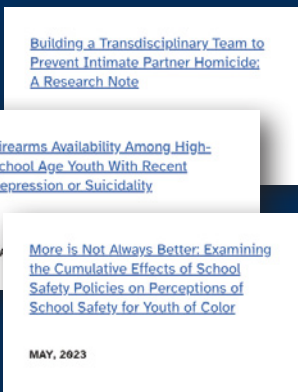 Building a Transdisciplinary Team to
Prevent Intimate Partner Homicide:
A Research Note
irearms Availability Among High-
chool Age Youth With Recent
epression or Suicidality
More is Not Always Better: Examining
the Cumulative Effects of School
Safety Policies on Perceptions of
School Safety for Youth of Color
MAY, 2023